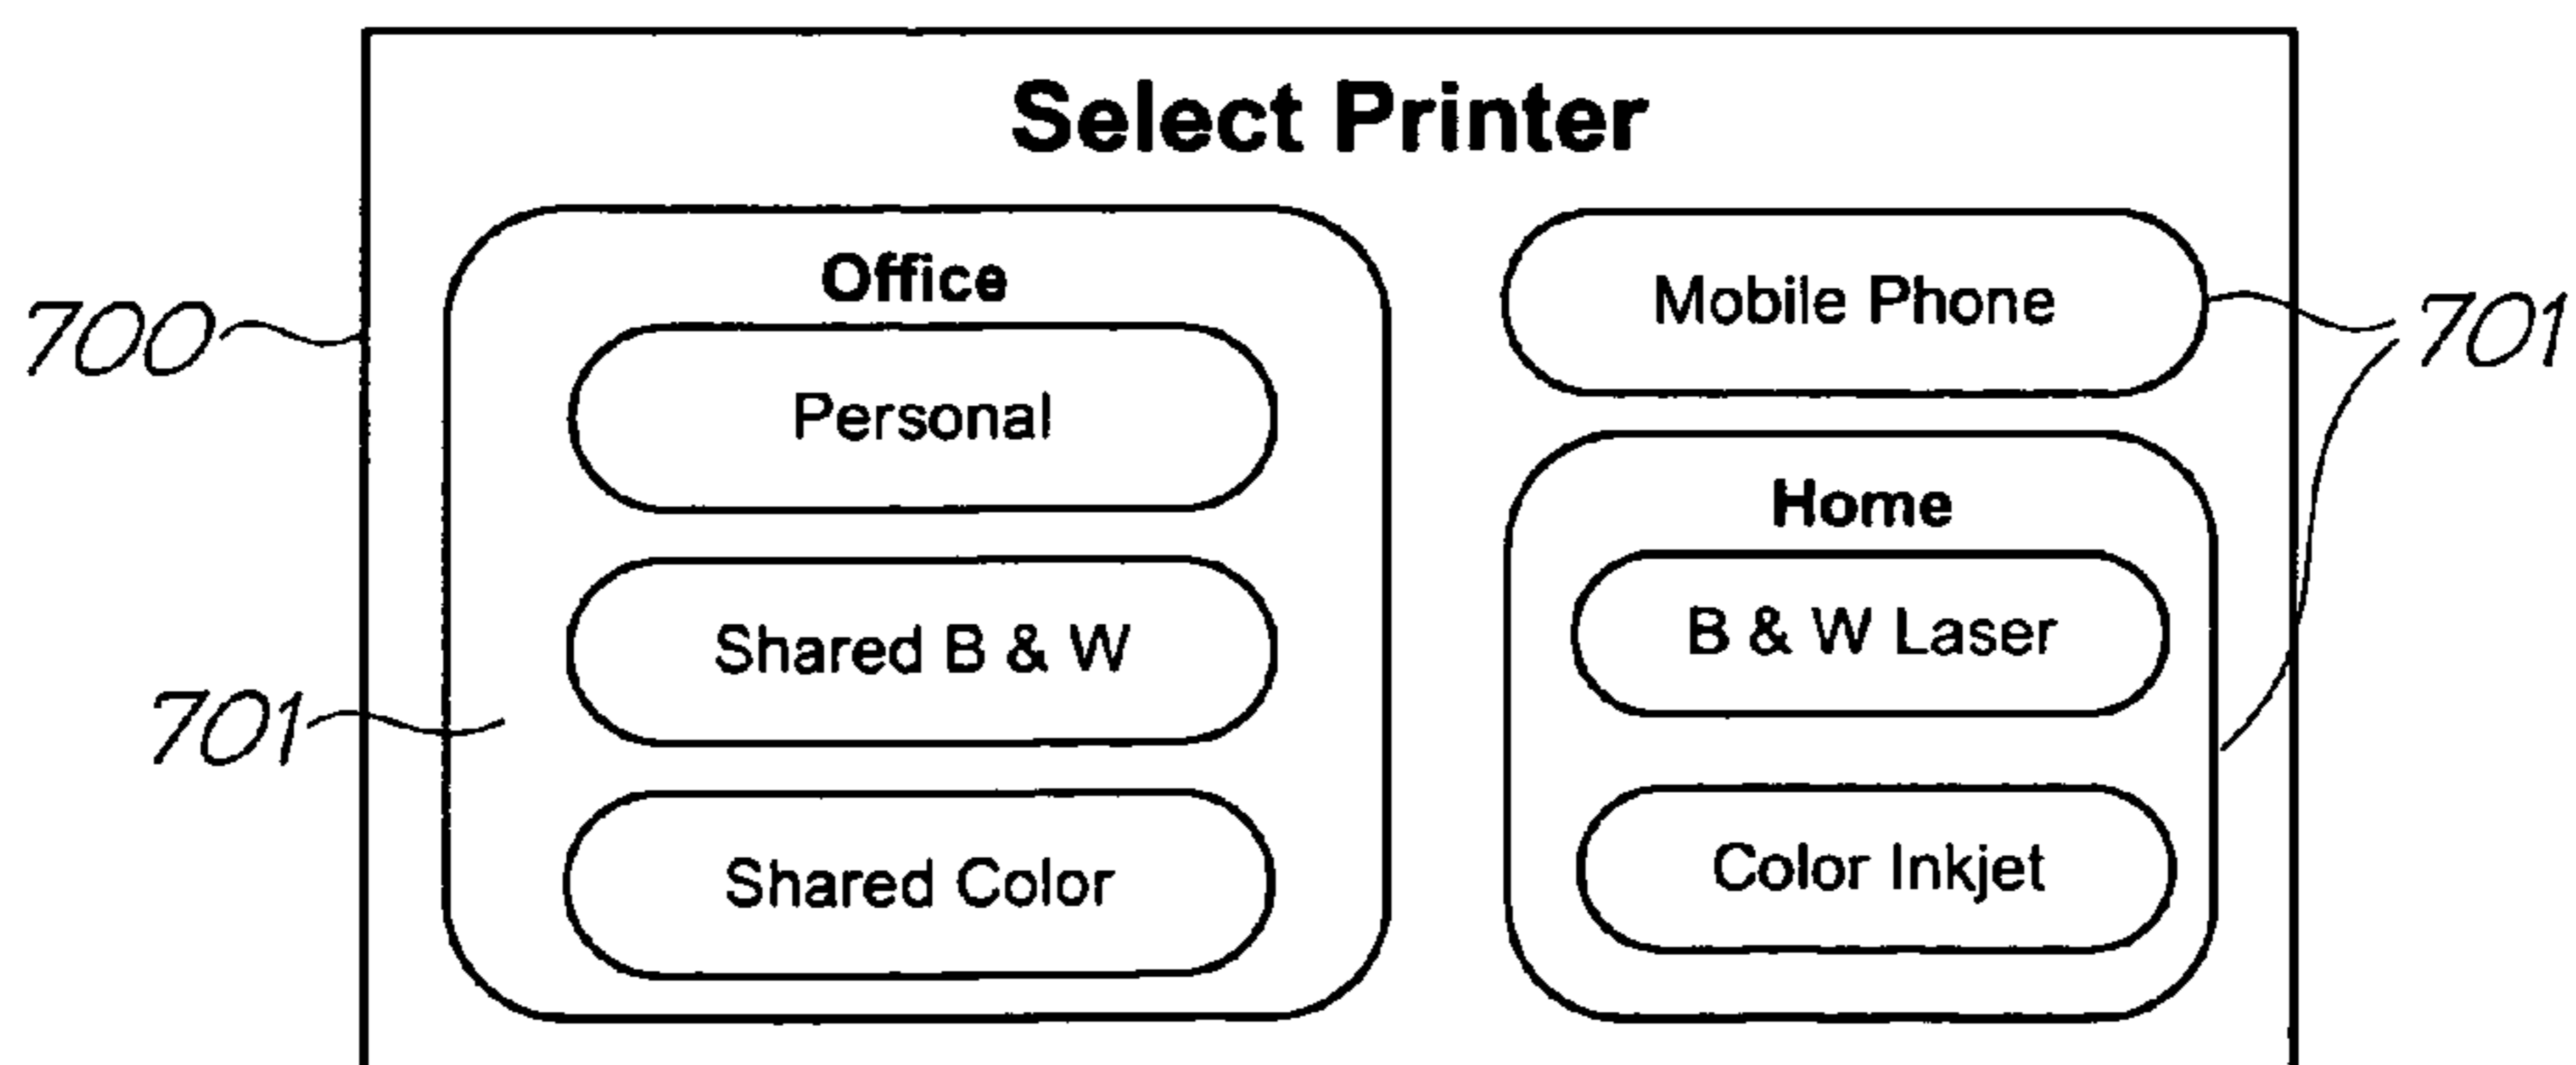 Select Printer
Office
Personal
Shared B & W
Shared Color
Mobile Phone
Home
B & W Laser
Color Inkjet
700
701
701